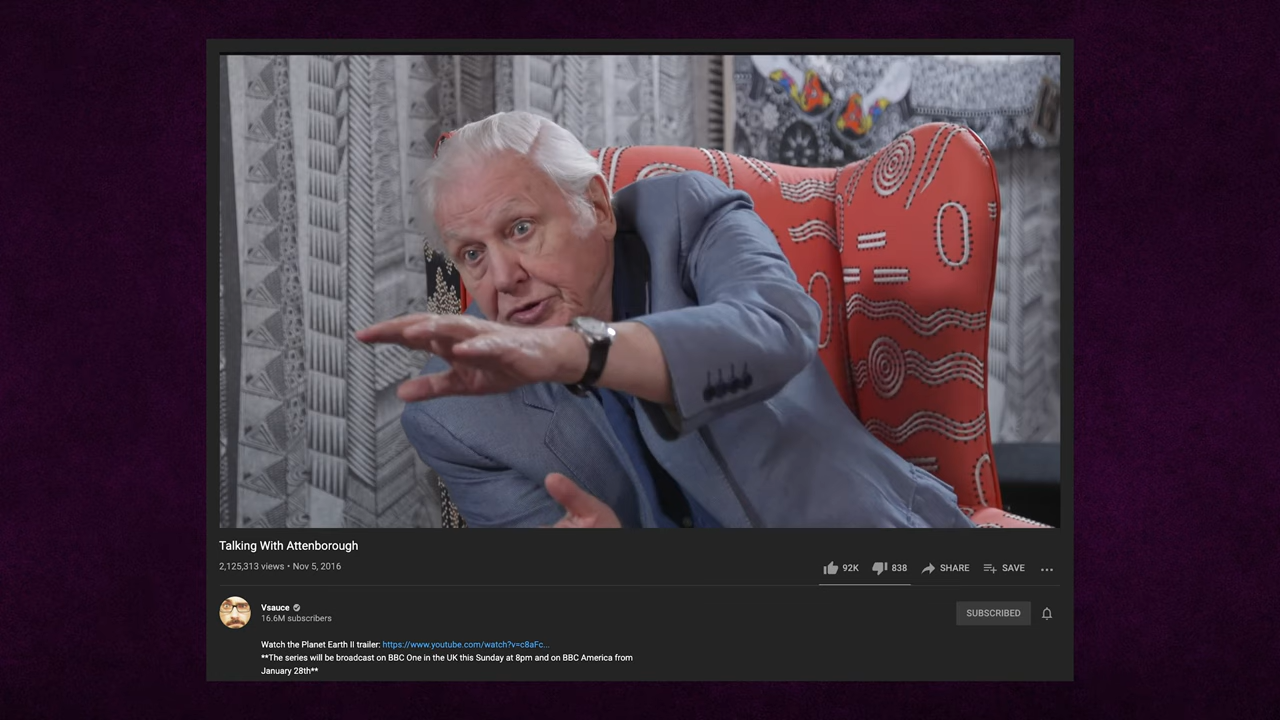 Talking With Attenborough
2,125,313 views • Nov 5, 2016
92K 838 SHARE SAVE
Vsauce
16.6M subscribers
SUBSCRIBED
Watch the Planet Earth II trailer: https://www.youtube.com/watch?v=c8aFc...
**The series will be broadcast on BBC One in the UK this Sunday at 8pm and on BBC America from
January 28th**